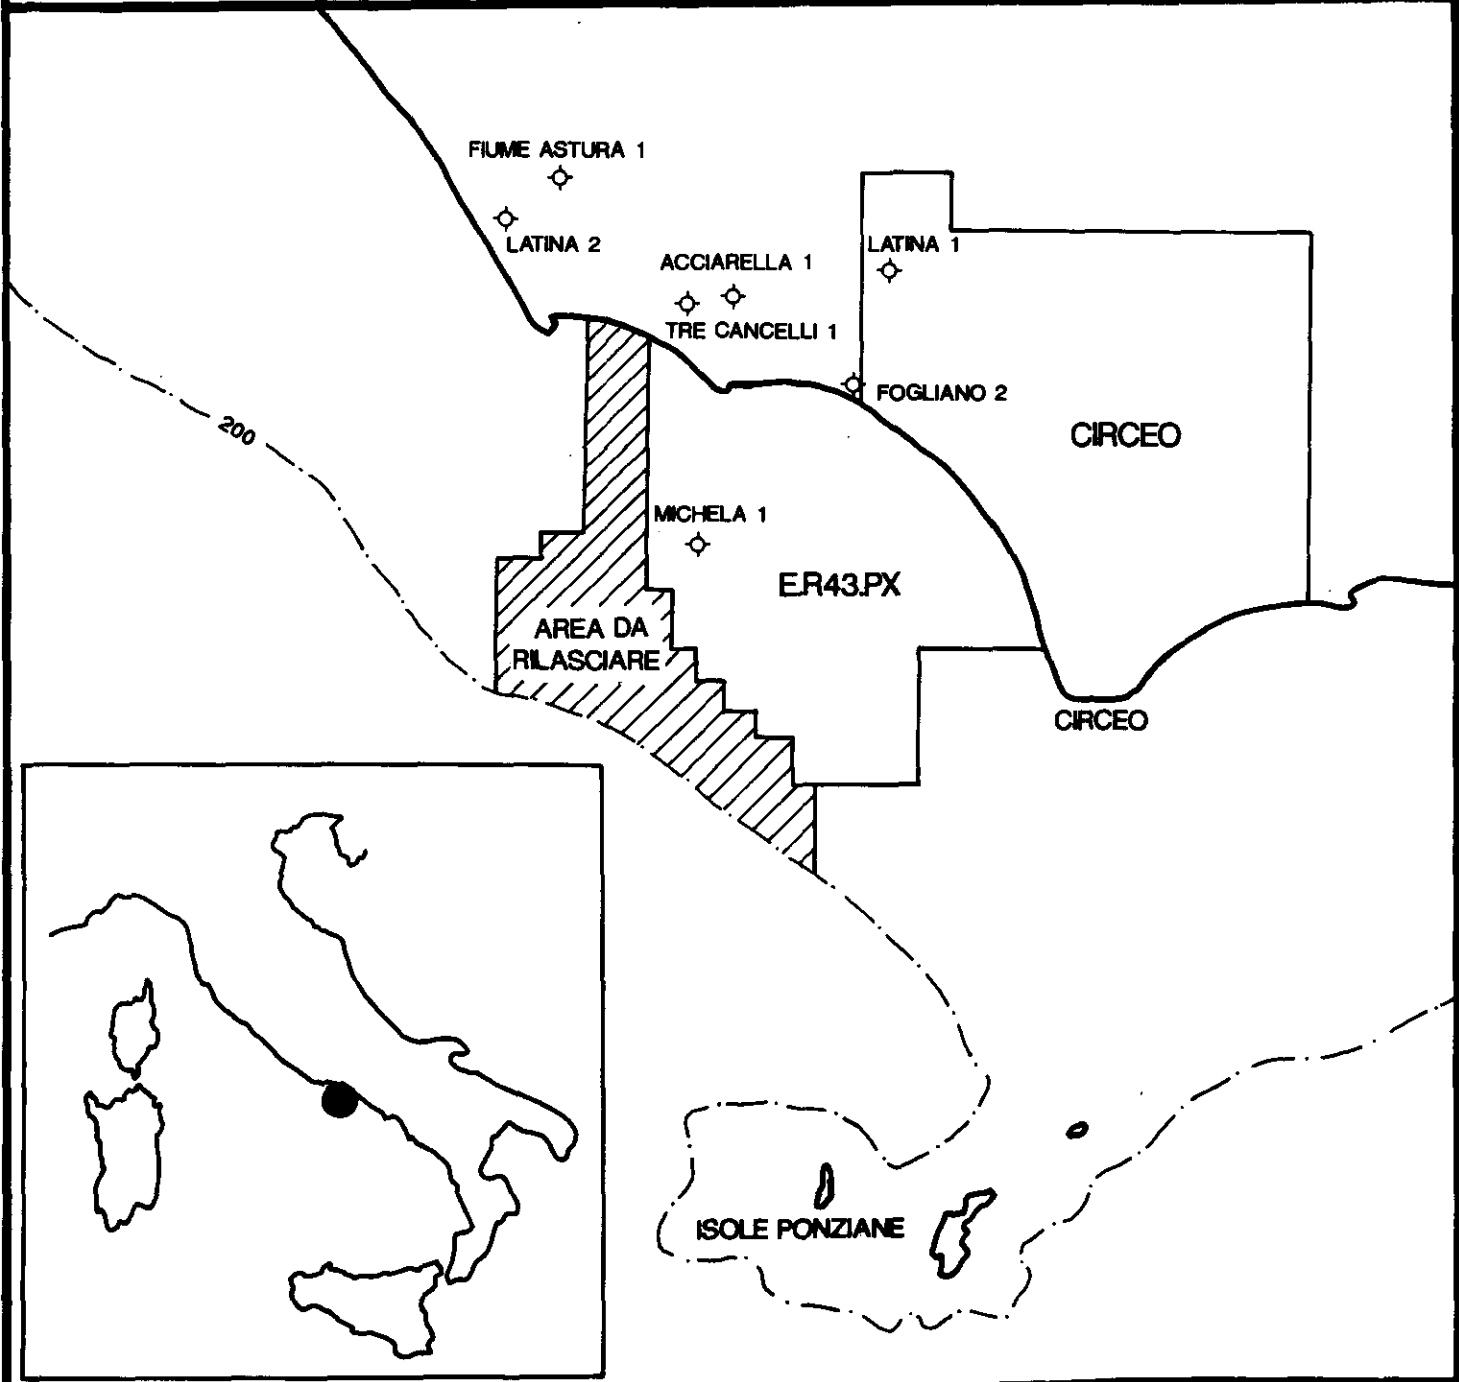 FIUME ASTURA 1
LATINA 2
ACCIARELLA 1
LATINA 1
TRE CANCELLI 1
FOGLIANO 2
200
CIRCEO
MICHELA 1
E.R43.PX
AREA DA
RILASCIARE
CIRCEO
ISOLE PONZIANE